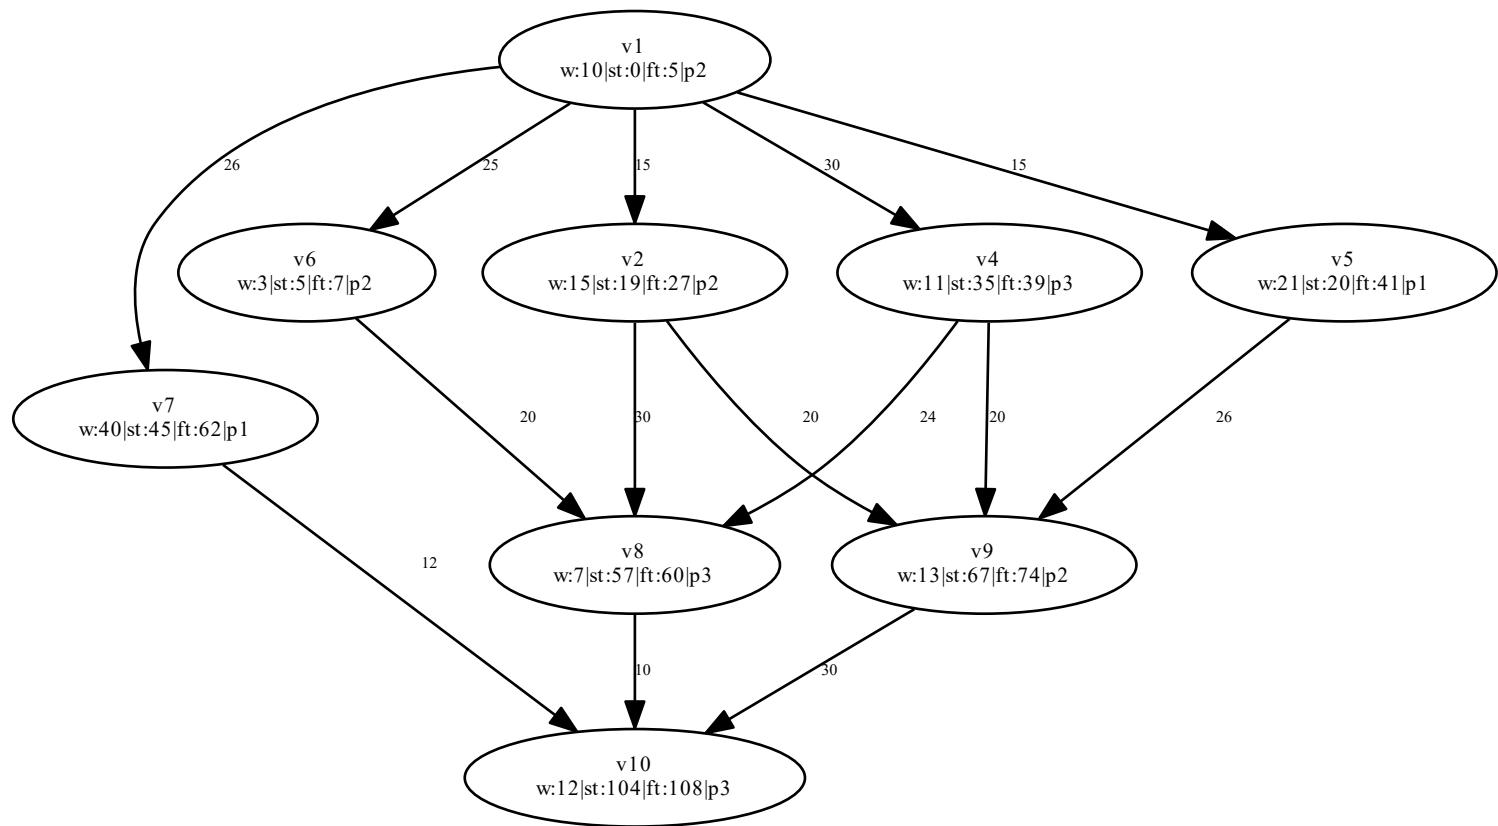 v1
w:10|st:0|ft:5|p2
26
25
15
30
15
v6
w:3|st:5|ft:7|p2
v2
w:15|st:19|ft:27|p2
v4
w:11|st:35|ft:39|p3
v5
w:21|st:20|ft:41|p1
v7
w:40|st:45|ft:62|p1
20
30
20
24
20
26
v8
w:7|st:57|ft:60|p3
v9
w:13|st:67|ft:74|p2
12
10
30
v10
w:12|st:104|ft:108|p3